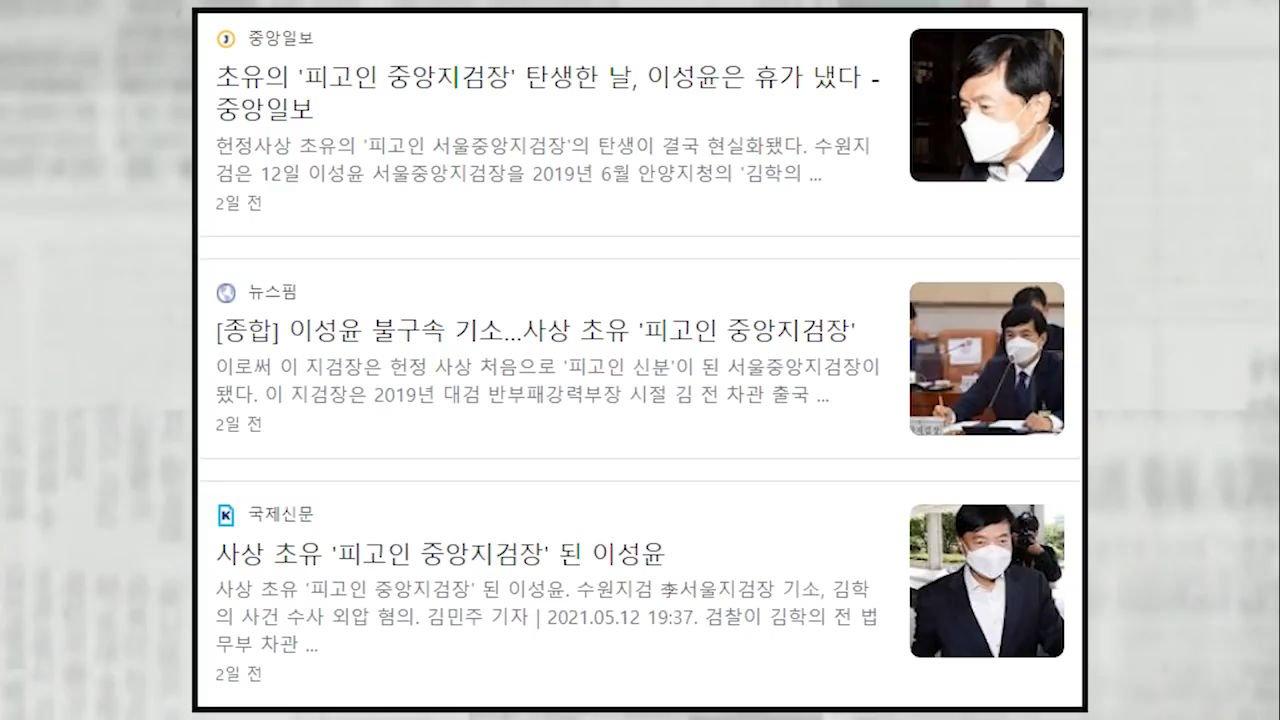 중앙일보
초유의 '피고인 중앙지검장' 탄생한 날, 이성윤은 휴가 냈다 -
중앙일보
헌정사상 초유의 '피고인 서울중앙지검장'의 탄생이 결국 현실화됐다. 수원지
검은 12일 이성윤 서울중앙지검장을 2019년 6월 안양지청의 '김학의 ...
2일 전
뉴스핌
[종합] 이성윤 불구속 기소...사상 초유 '피고인 중앙지검장'
이로써 이 지검장은 헌정 사상 처음으로 '피고인 신분'이 된 서울중앙지검장이
됐다. 이 지검장은 2019년 대검 반부패강력부장 시절 김 전 차관 출국 ...
2일 전
K 국제신문
사상 초유 '피고인 중앙지검장' 된 이성윤
사상 초유 '피고인 중앙지검장' 된 이성윤. 수원지검 李서울지검장 기소, 김학
의 사건 수사 외압 혐의. 김민주 기자 | 2021.05.12 19:37. 검찰이 김학의 전 법
무부 차관 ...
2일 전